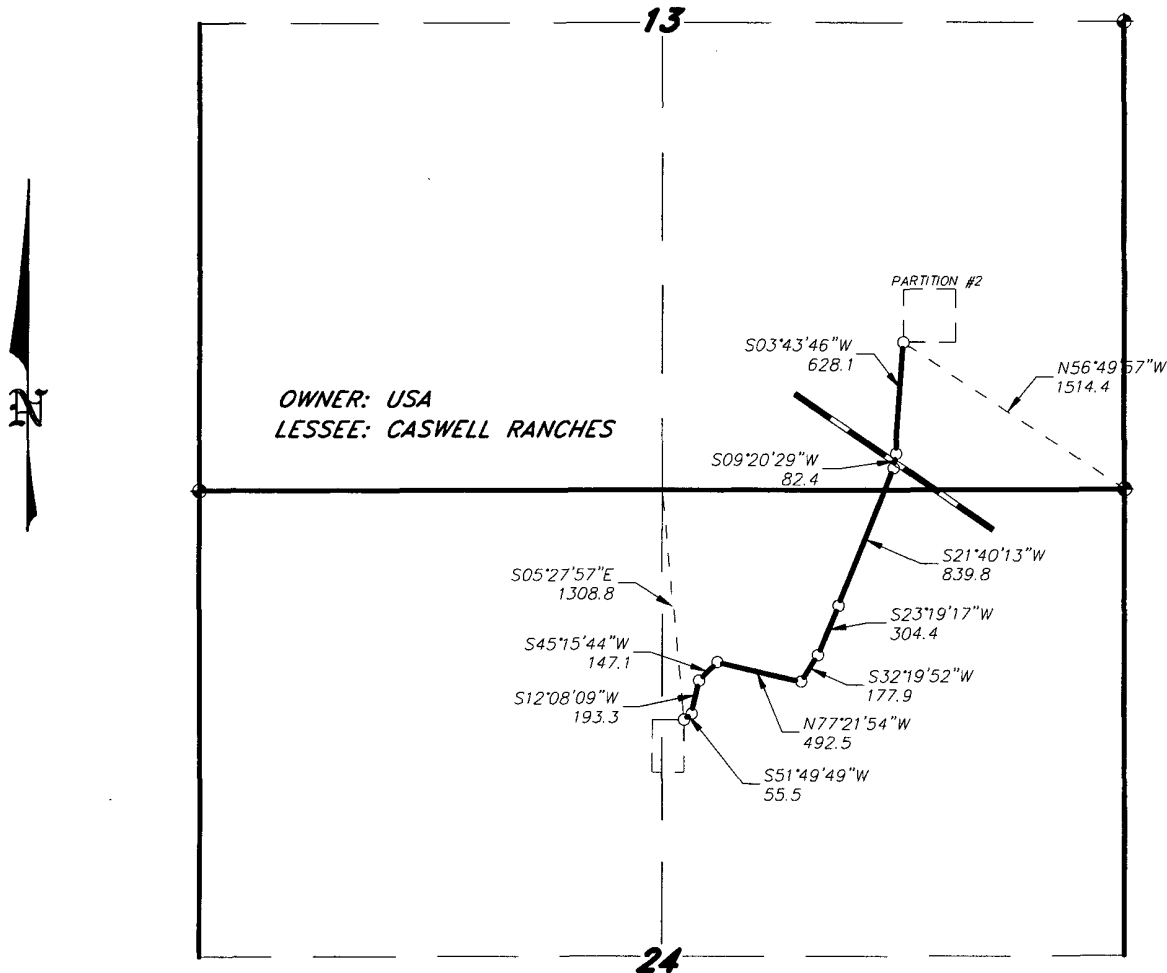 13
PARTITION #2
S03°43'46"W
628.1
N56°49'57"W
1514.4
N
OWNER: USA
LESSEE: CASWELL RANCHES
S09°20'29"W
82.4
S21°40'13"W
839.8
S05°27'57"E
1308.8
S23°19'17"W
304.4
S45°15'44"W
147.1
S32°19'52"W
177.9
S12°08'09"W
193.3
N77°21'54"W
492.5
S51°49'49"W
55.5
24